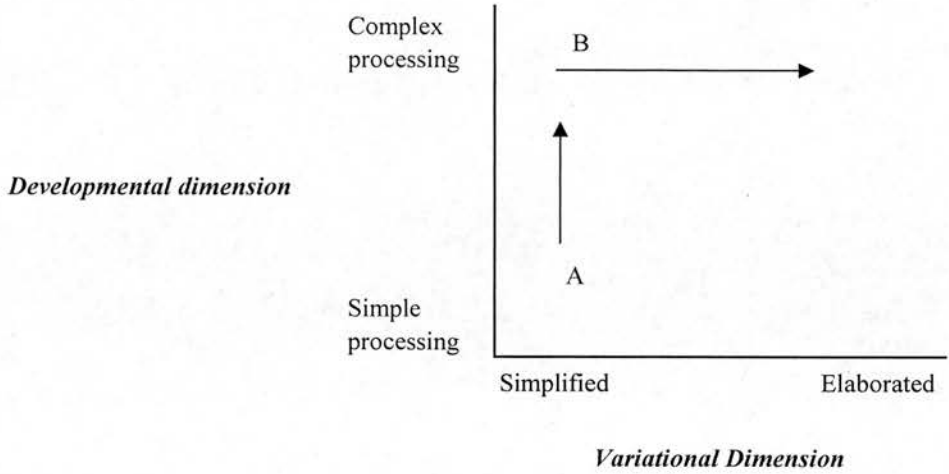 Complex
processing
B
Developmental dimension
A
Simple
processing
Simplified
Elaborated
Variational Dimension